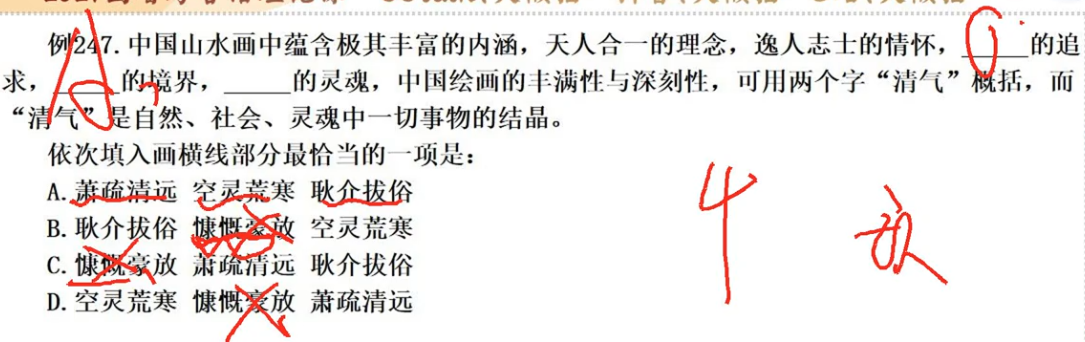 例247.中国山水画中蕴含极其丰富的内涵，天人合一的理念，逸人志士的情怀，______的追
求，______的境界，______的灵魂，中国绘画的丰满性与深刻性，可用两个字“清气”概括，而
“清气”是自然、社会、灵魂中一切事物的结晶。
依次填入画横线部分最恰当的一项是：
A.萧疏清远 空灵荒寒 耿介拔俗
B.耿介拔俗 慷慨豪放 空灵荒寒
C.慷慨豪放 萧疏清远 耿介拔俗
D.空灵荒寒 慷慨豪放 萧疏清远
A